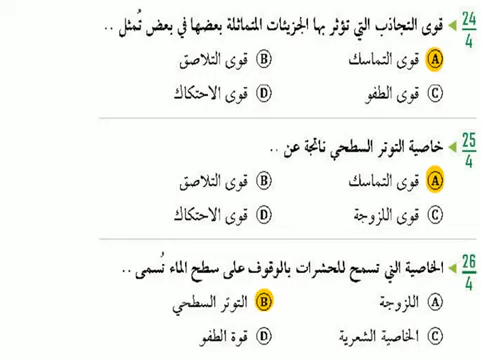 24/4 قوى التجاذب التي تؤثر بها الجزيئات المتماثلة بعضها في بعض تُمثل ..
A قوى التماسك B قوى التلاصق
C قوى الطفو D قوى الاحتكاك
25/4 خاصية التوتر السطحي ناتجة عن ..
A قوى التماسك B قوى التلاصق
C قوى اللزوجة D قوى الاحتكاك
26/4 الخاصية التي تسمح للحشرات بالوقوف على سطح الماء تُسمى ..
A اللزوجة B التوتر السطحي
C الخاصية الشعرية D قوة الطفو